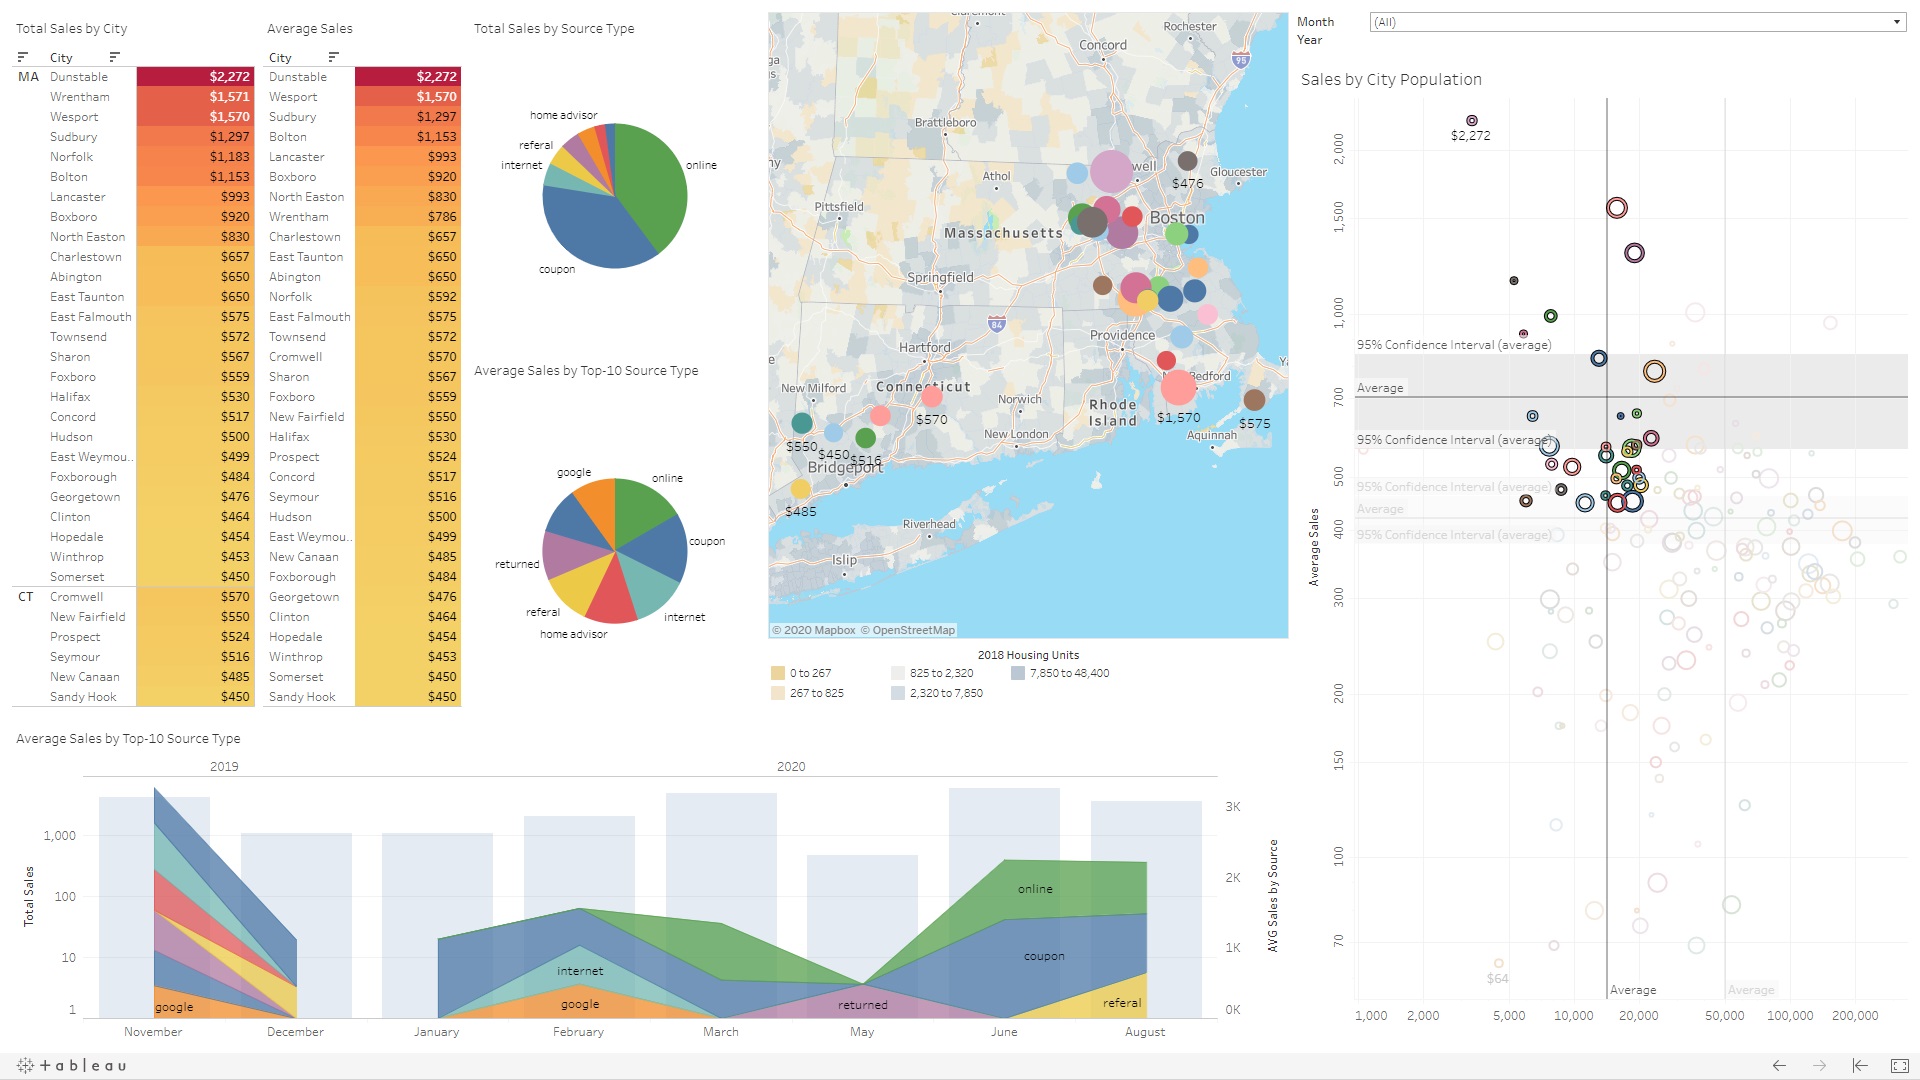 Total Sales by City
City
MA
Dunstable $2,272
Wrentham $1,571
Wesport $1,570
Sudbury $1,297
Norfolk $1,183
Bolton $1,153
Lancaster $993
Boxboro $920
North Easton $830
Charlestown $657
Abington $650
East Taunton $650
East Falmouth $575
Townsend $572
Sharon $567
Foxboro $559
Halifax $530
Concord $517
Hudson $500
East Weymou.. $499
Foxborough $484
Georgetown $476
Clinton $464
Hopedale $454
Winthrop $453
Somerset $450
CT
Cromwell $570
New Fairfield $550
Prospect $524
Seymour $516
New Canaan $485
Sandy Hook $450
Average Sales
City
Dunstable $2,272
Wesport $1,570
Sudbury $1,297
Bolton $1,153
Lancaster $993
Boxboro $920
North Easton $830
Wrentham $786
Charlestown $657
East Taunton $650
Abington $650
Norfolk $592
East Falmouth $575
Townsend $572
Cromwell $570
Sharon $567
Foxboro $559
New Fairfield $550
Halifax $530
Prospect $524
Concord $517
Seymour $516
Hudson $500
East Weymou.. $499
New Canaan $485
Foxborough $484
Georgetown $476
Clinton $464
Hopedale $454
Winthrop $453
Somerset $450
Sandy Hook $450
Total Sales by Source Type
home advisor
referal
internet
online
coupon
Average Sales by Top-10 Source Type
google
online
coupon
returned
referal
internet
home advisor
Rochester
Concord
95
Brattleboro
Athol
well
Gloucester
$476
Pittsfield
Boston
Massachusetts
Springfield
84
Providence
Hartford
New Milford
Connecticut
Bedford
Norwich
Rhode
Island
$570
$1,570
$575
New London
Aquinnah
$550
$450
$516
Bridgeport
$485
Riverhead
Islip
© 2020 Mapbox © OpenStreetMap
2018 Housing Units
0 to 267
825 to 2,320
7,850 to 48,400
267 to 825
2,320 to 7,850
Month
Year
(All)
Sales by City Population
$2,272
2,000
1,500
1,000
700
500
400
300
200
150
100
70
Average Sales
95% Confidence Interval (average)
Average
95% Confidence Interval (average)
95% Confidence Interval (average)
Average
95% Confidence Interval (average)
$64
Average
Average
1,000
2,000
5,000
10,000
20,000
50,000
100,000
200,000
Average Sales by Top-10 Source Type
2019
2020
1,000
100
10
1
Total Sales
3K
2K
1K
0K
AVG Sales by Source
online
coupon
internet
google
google
returned
referal
November
December
January
February
March
May
June
August
+ a b l e a u